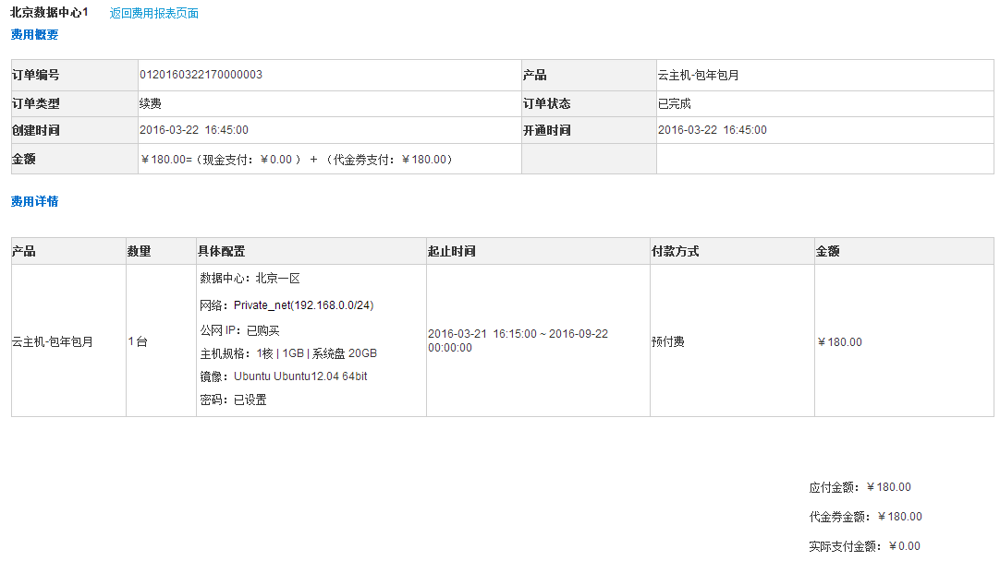 北京数据中心1 返回费用报表页面
费用概要
订单编号 0120160322170000003 产品 云主机-包年包月
订单类型 续费 订单状态 已完成
创建时间 2016-03-22 16:45:00 开通时间 2016-03-22 16:45:00
金额 ￥180.00=（现金支付：￥0.00 ） + （代金券支付：￥180.00）
费用详情
产品 数量 具体配置 起止时间 付款方式 金额
数据中心：北京一区
网络：Private_net(192.168.0.0/24)
公网 IP：已购买
云主机-包年包月 1 台 2016-03-21 16:15:00 ~ 2016-09-22 预付费 ￥180.00
00:00:00
主机规格：1核 | 1GB | 系统盘 20GB
镜像：Ubuntu Ubuntu12.04 64bit
密码：已设置
应付金额：￥180.00
代金券金额：￥180.00
实际支付金额：￥0.00